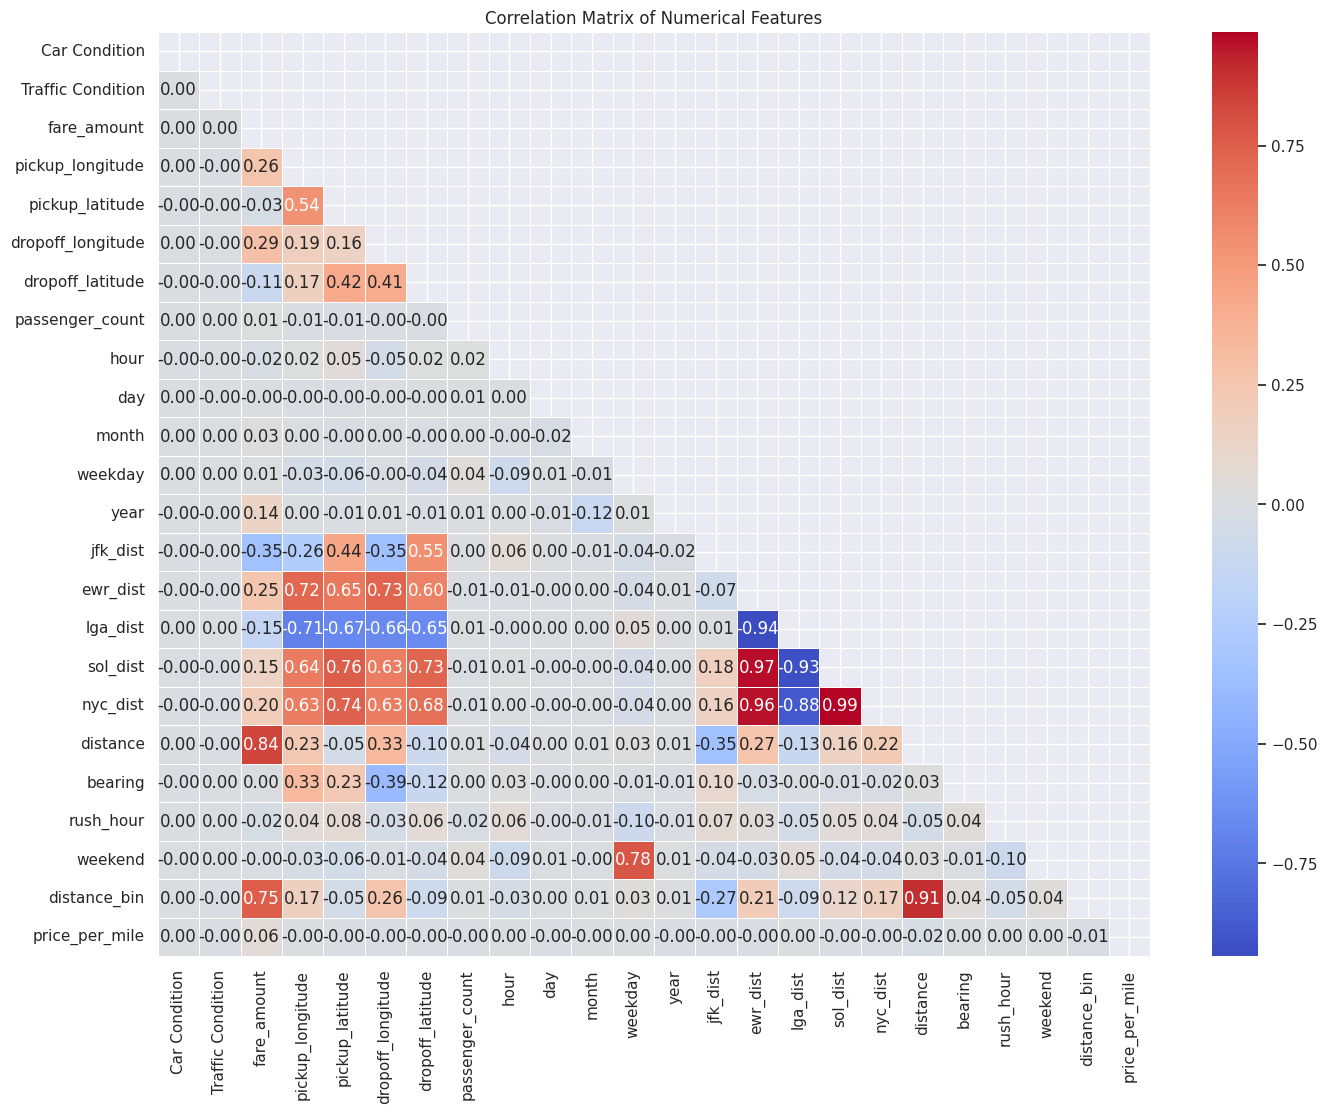 Correlation Matrix of Numerical Features
Car Condition
Traffic Condition 0.00
fare_amount 0.00 0.00
pickup_longitude 0.00 -0.00 0.26
pickup_latitude -0.00 -0.00 -0.03 0.54
dropoff_longitude 0.00 -0.00 0.29 0.19 0.16
dropoff_latitude -0.00 -0.00 -0.11 0.17 0.42 0.41
passenger_count 0.00 0.00 0.01 -0.01 -0.01 -0.00 -0.00
hour -0.00 -0.00 -0.02 0.02 0.05 -0.05 0.02 0.02
day 0.00 -0.00 -0.00 -0.00 -0.00 -0.00 -0.00 0.01 0.00
month 0.00 0.00 0.03 0.00 -0.00 0.00 -0.00 0.00 -0.00 -0.02
weekday 0.00 0.00 0.01 -0.03 -0.06 -0.00 -0.04 0.04 -0.09 0.01 -0.01
year -0.00 -0.00 0.14 0.00 -0.01 0.01 -0.01 0.01 0.00 -0.01 -0.12 0.01
jfk_dist -0.00 -0.00 -0.35 -0.26 0.44 -0.35 0.55 0.00 0.06 0.00 -0.01 -0.04 -0.02
ewr_dist -0.00 -0.00 0.25 0.72 0.65 0.73 0.60 -0.01 -0.01 -0.00 0.00 -0.04 0.01 -0.07
lga_dist 0.00 0.00 -0.15 -0.71 -0.67 -0.66 -0.65 0.01 -0.00 0.00 0.00 0.05 0.00 0.01 -0.94
sol_dist -0.00 -0.00 0.15 0.64 0.76 0.63 0.73 -0.01 0.01 -0.00 -0.00 -0.04 0.00 0.18 0.97 -0.93
nyc_dist -0.00 -0.00 0.20 0.63 0.74 0.63 0.68 -0.01 0.00 -0.00 -0.00 -0.04 0.00 0.16 0.96 -0.88 0.99
distance 0.00 -0.00 0.84 0.23 -0.05 0.33 -0.10 0.01 -0.04 0.00 0.01 0.03 0.01 -0.35 0.27 -0.13 0.16 0.22
bearing -0.00 0.00 0.00 0.33 0.23 -0.39 -0.12 0.00 0.03 -0.00 0.00 -0.01 -0.01 0.10 -0.03 -0.00 -0.01 -0.02 0.03
rush_hour 0.00 0.00 -0.02 0.04 0.08 -0.03 0.06 -0.02 0.06 -0.00 -0.01 -0.10 -0.01 0.07 0.03 -0.05 0.05 0.04 -0.05 0.04
weekend -0.00 0.00 -0.00 -0.03 -0.06 -0.01 -0.04 0.04 -0.09 0.01 -0.00 0.78 0.01 -0.04 -0.03 0.05 -0.04 -0.04 0.03 -0.01 -0.10
distance_bin 0.00 -0.00 0.75 0.17 -0.05 0.26 -0.09 0.01 -0.03 0.00 0.01 0.03 0.01 -0.27 0.21 -0.09 0.12 0.17 0.91 0.04 -0.05 0.04
price_per_mile 0.00 -0.00 0.06 -0.00 -0.00 -0.00 -0.00 0.00 -0.00 -0.00 -0.00 0.00 -0.00 -0.00 -0.00 0.00 -0.00 -0.00 -0.02 0.00 0.00 0.00 -0.01
Car Condition
Traffic Condition
fare_amount
pickup_longitude
pickup_latitude
dropoff_longitude
dropoff_latitude
passenger_count
hour
day
month
weekday
year
jfk_dist
ewr_dist
lga_dist
sol_dist
nyc_dist
distance
bearing
rush_hour
weekend
distance_bin
price_per_mile
0.75
0.50
0.25
0.00
−0.25
−0.50
−0.75